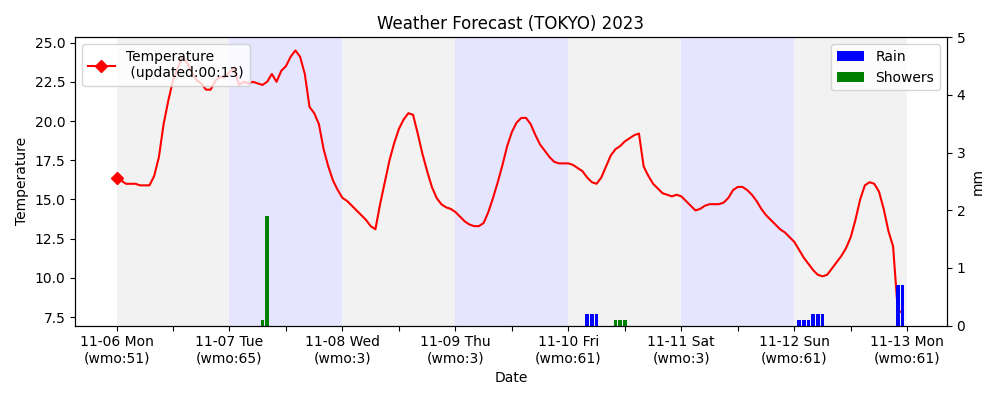 Weather Forecast (TOKYO) 2023
Temperature
(updated:00:13)
Rain
Showers
25.0
22.5
20.0
17.5
15.0
12.5
10.0
7.5
Temperature
5
4
3
2
1
0
mm
11-06 Mon
(wmo:51)
11-07 Tue
(wmo:65)
11-08 Wed
(wmo:3)
11-09 Thu
(wmo:3)
11-10 Fri
(wmo:61)
11-11 Sat
(wmo:3)
11-12 Sun
(wmo:61)
11-13 Mon
(wmo:61)
Date